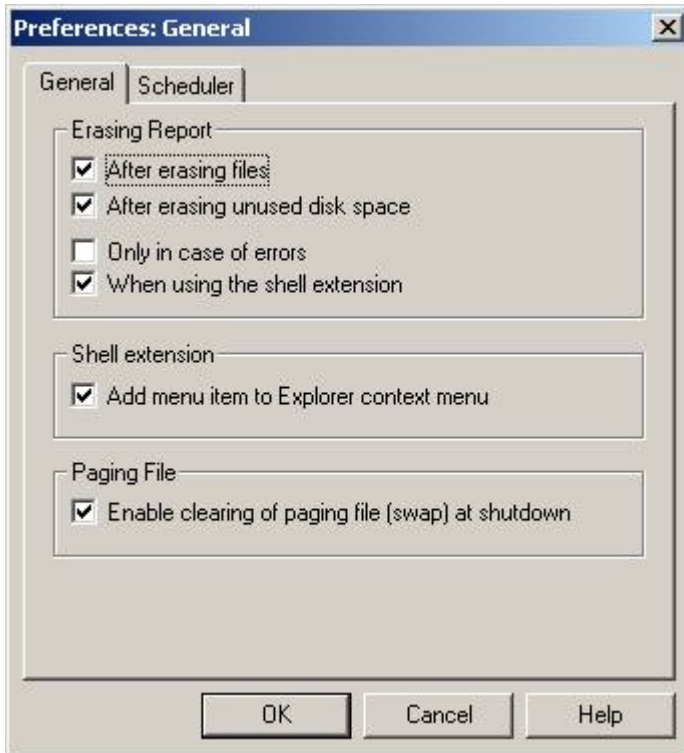 Preferences: General
General
Scheduler
Erasing Report
After erasing files
After erasing unused disk space
Only in case of errors
When using the shell extension
Shell extension
Add menu item to Explorer context menu
Paging File
Enable clearing of paging file (swap) at shutdown
OK
Cancel
Help